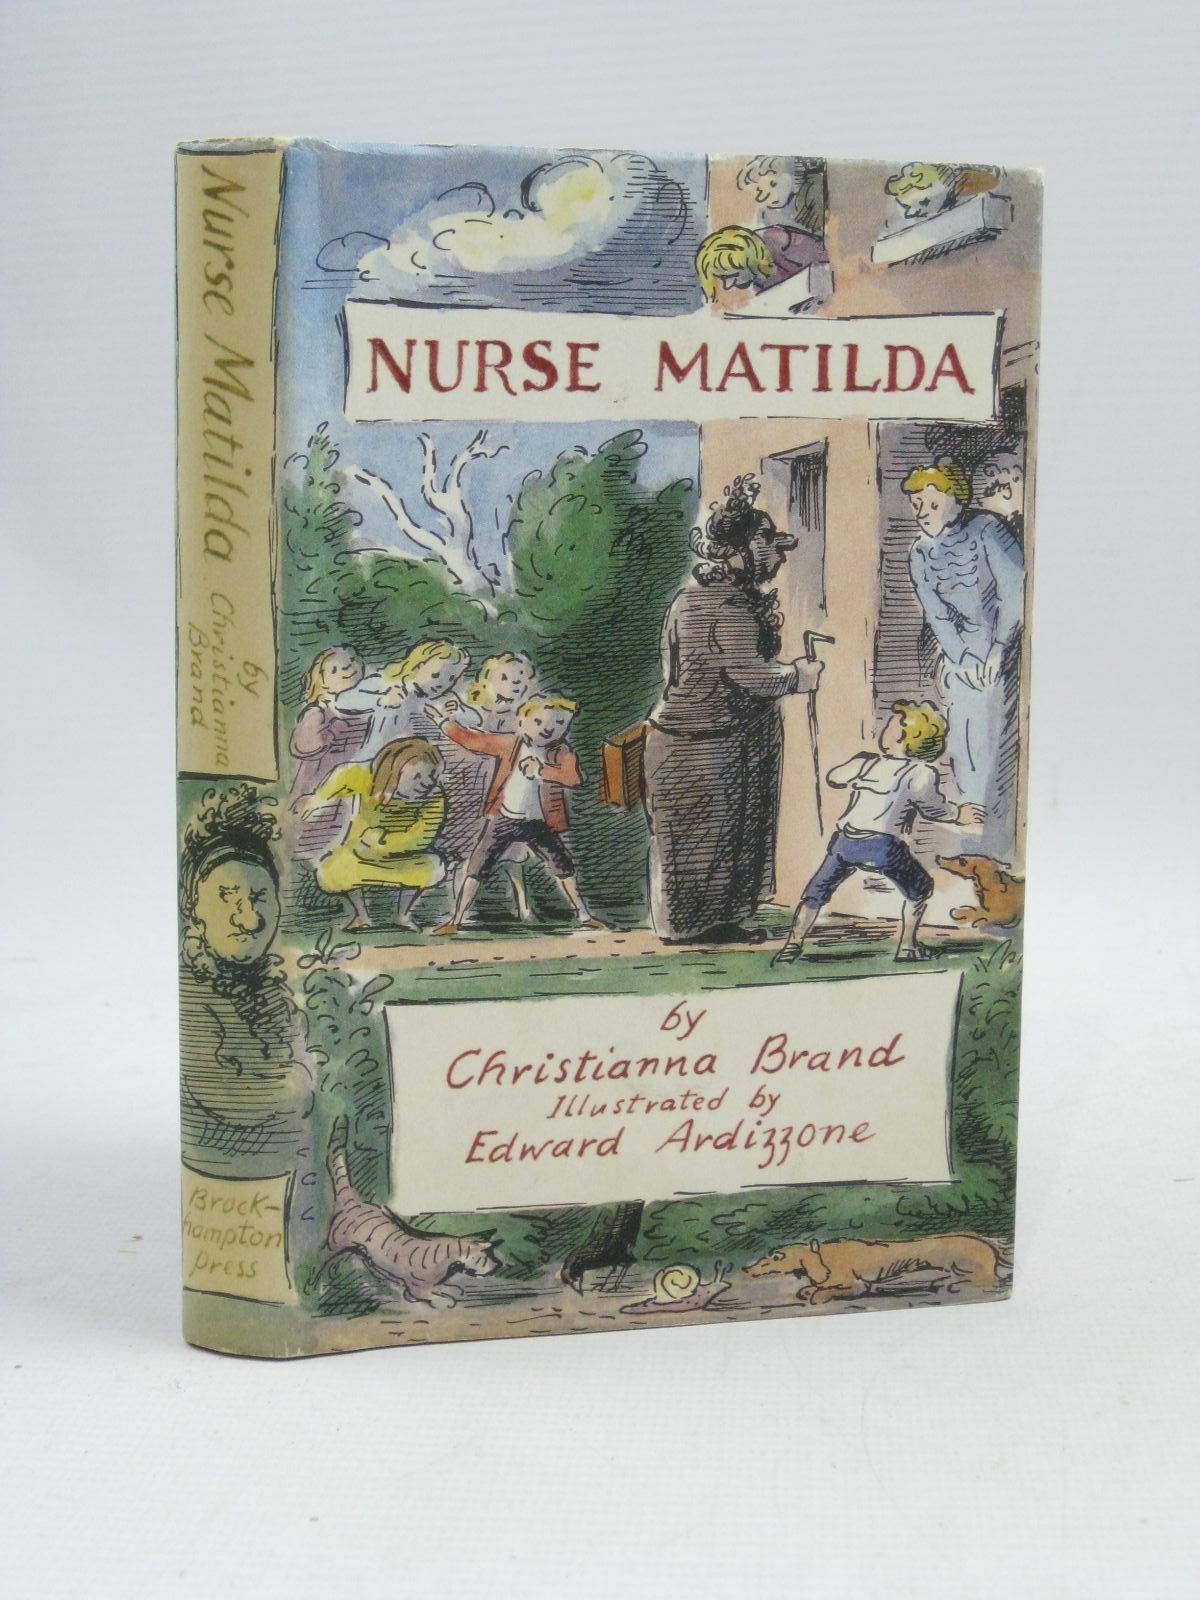 Nurse Matilda
by
Christianna
Brand
Brock-
hampton
Press
NURSE MATILDA
by
Christianna Brand
Illustrated by
Edward Ardizzone